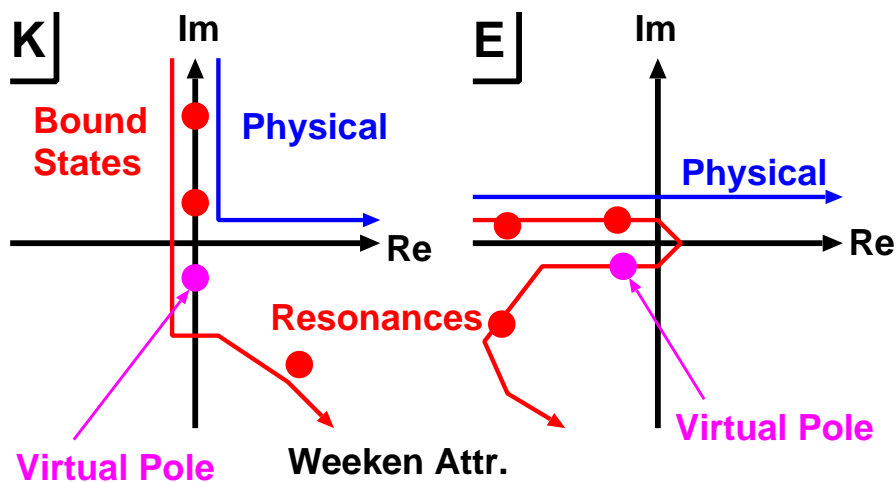 K
Im
Bound
States
Physical
Re
Resonances
Virtual Pole
Weeken Attr.
E
Im
Physical
Re
Virtual Pole